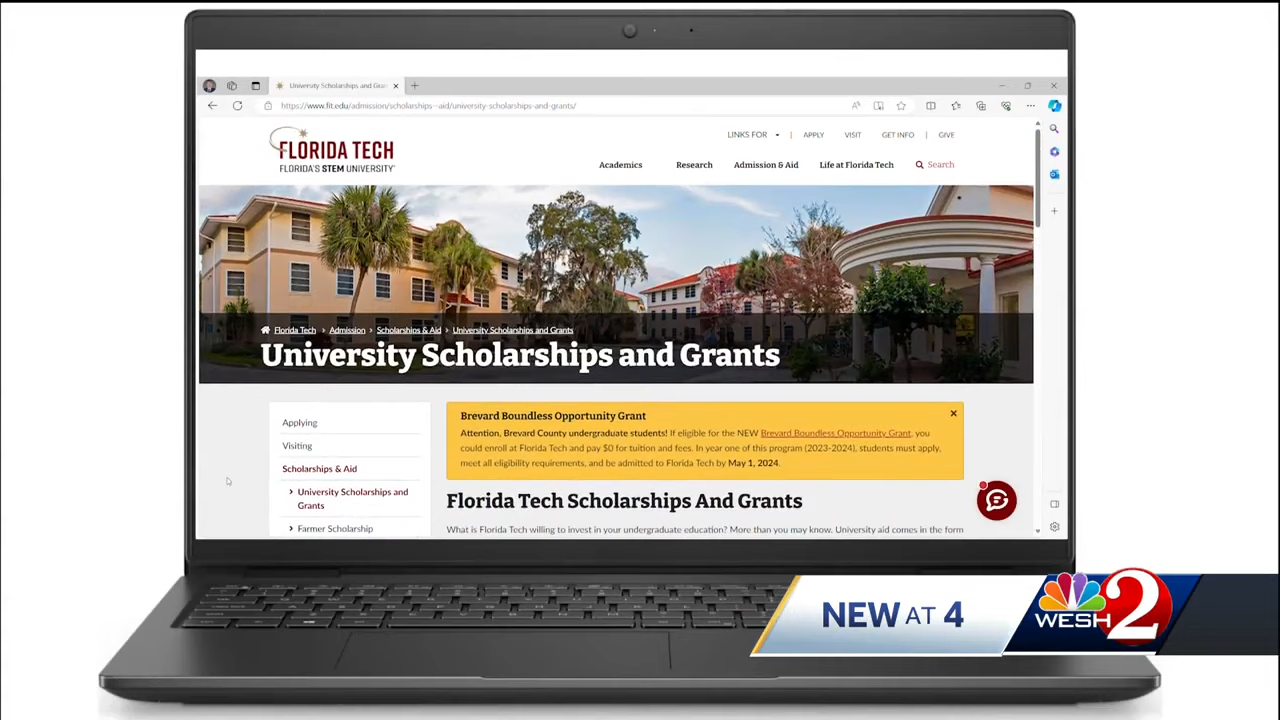 University Scholarships and Gran
https://www.fit.edu/admission/scholarships--aid/university-scholarships-and-grants/
FLORIDA TECH
FLORIDA'S STEM UNIVERSITY
LINKS FOR
APPLY
VISIT
GET INFO
GIVE
Academics
Research
Admission & Aid
Life at Florida Tech
Search
Florida Tech > Admission > Scholarships & Aid > University Scholarships and Grants
University Scholarships and Grants
Applying
Visiting
Scholarships & Aid
University Scholarships and
Grants
Farmer Scholarship
Brevard Boundless Opportunity Grant
Attention, Brevard County undergraduate students! If eligible for the NEW Brevard Boundless Opportunity Grant, you
could enroll at Florida Tech and pay $0 for tuition and fees. In year one of this program (2023-2024), students must apply,
meet all eligibility requirements, and be admitted to Florida Tech by May 1, 2024.
Florida Tech Scholarships And Grants
What is Florida Tech willing to invest in your undergraduate education? More than you may know. University aid comes in the form
NEW AT 4
WESH 2